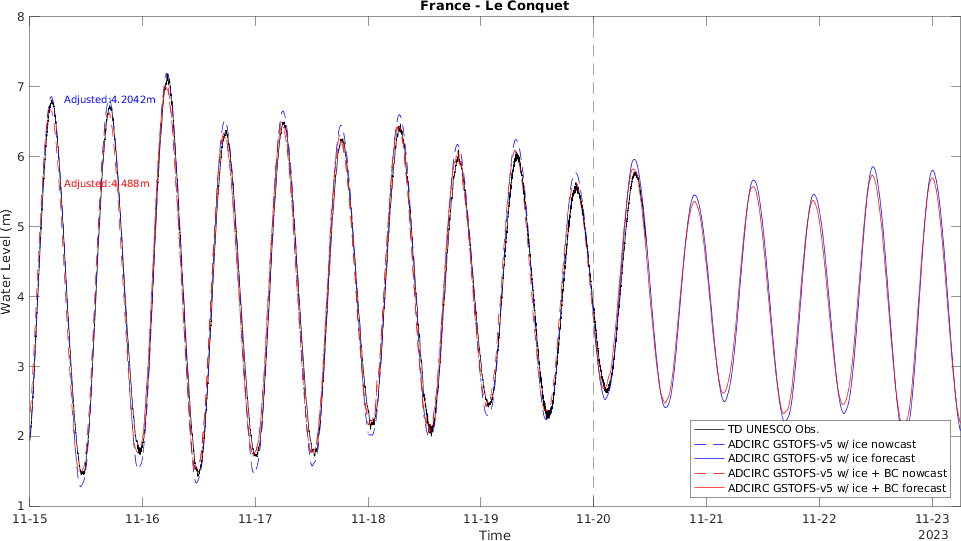 France - Le Conquet
8
7
6
5
4
3
2
1
Water Level (m)
Adjusted:4.2042m
Adjusted:4.488m
TD UNESCO Obs.
ADCIRC GSTOFS-v5 w/ ice nowcast
ADCIRC GSTOFS-v5 w/ ice forecast
ADCIRC GSTOFS-v5 w/ ice + BC nowcast
ADCIRC GSTOFS-v5 w/ ice + BC forecast
11-15 11-16 11-17 11-18 11-19 11-20 11-21 11-22 11-23
Time
2023